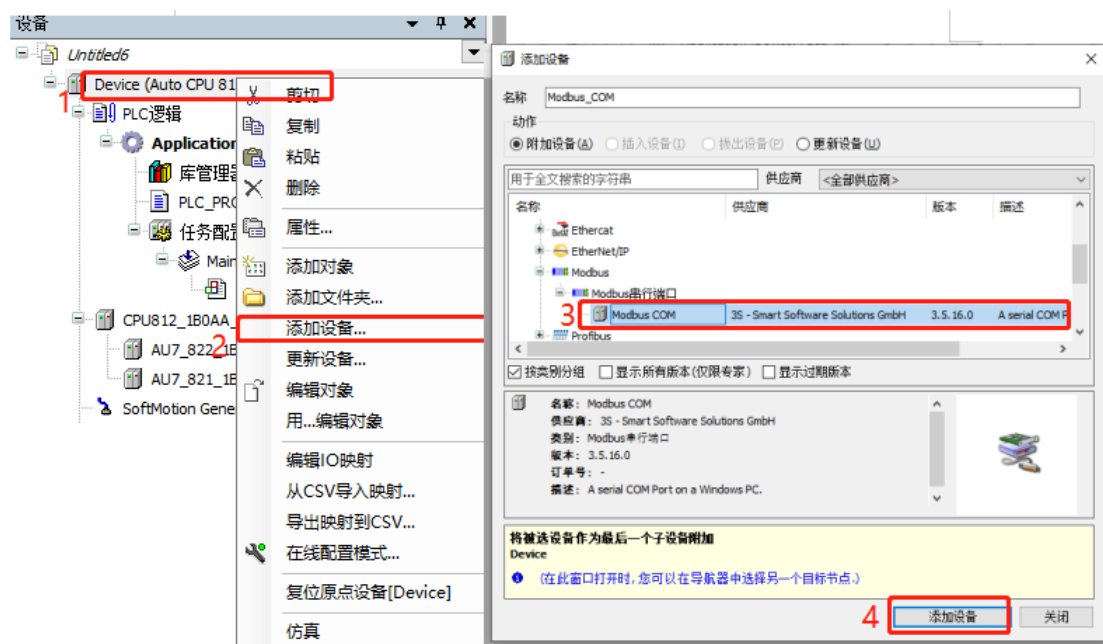 设备
Untitled6
1
Device (Auto CPU 81
PLC逻辑
Application
库管理器
PLC_PRO
任务配
Main
CPU812_1B0AA_
AU7_822_1B
AU7_821_1B
SoftMotion Gene
剪切
复制
粘贴
删除
属性...
添加对象
添加文件夹...
2
添加设备...
更新设备...
编辑对象
用...编辑对象
编辑IO映射
从CSV导入映射...
导出映射到CSV...
在线配置模式...
复位原点设备[Device]
仿真
添加设备
名称 Modbus_COM
动作
附加设备(A) 插入设备(I) 拔出设备(P) 更新设备(U)
用于全文搜索的字符串 供应商 <全部供应商>
名称 供应商 版本 描述
Ethercat
EtherNet/IP
Modbus
Modbus串行端口
3 Modbus COM 3S - Smart Software Solutions GmbH 3.5.16.0 A serial COM P
Profibus
按类别分组 显示所有版本(仅限专家) 显示过期版本
名称: Modbus COM
供应商: 3S - Smart Software Solutions GmbH
类别: Modbus串行端口
版本: 3.5.16.0
订单号: -
描述: A serial COM Port on a Windows PC.
将被选设备作为最后一个子设备附加
Device
(在此窗口打开时,您可以在导航器中选择另一个目标节点.)
4 添加设备 关闭